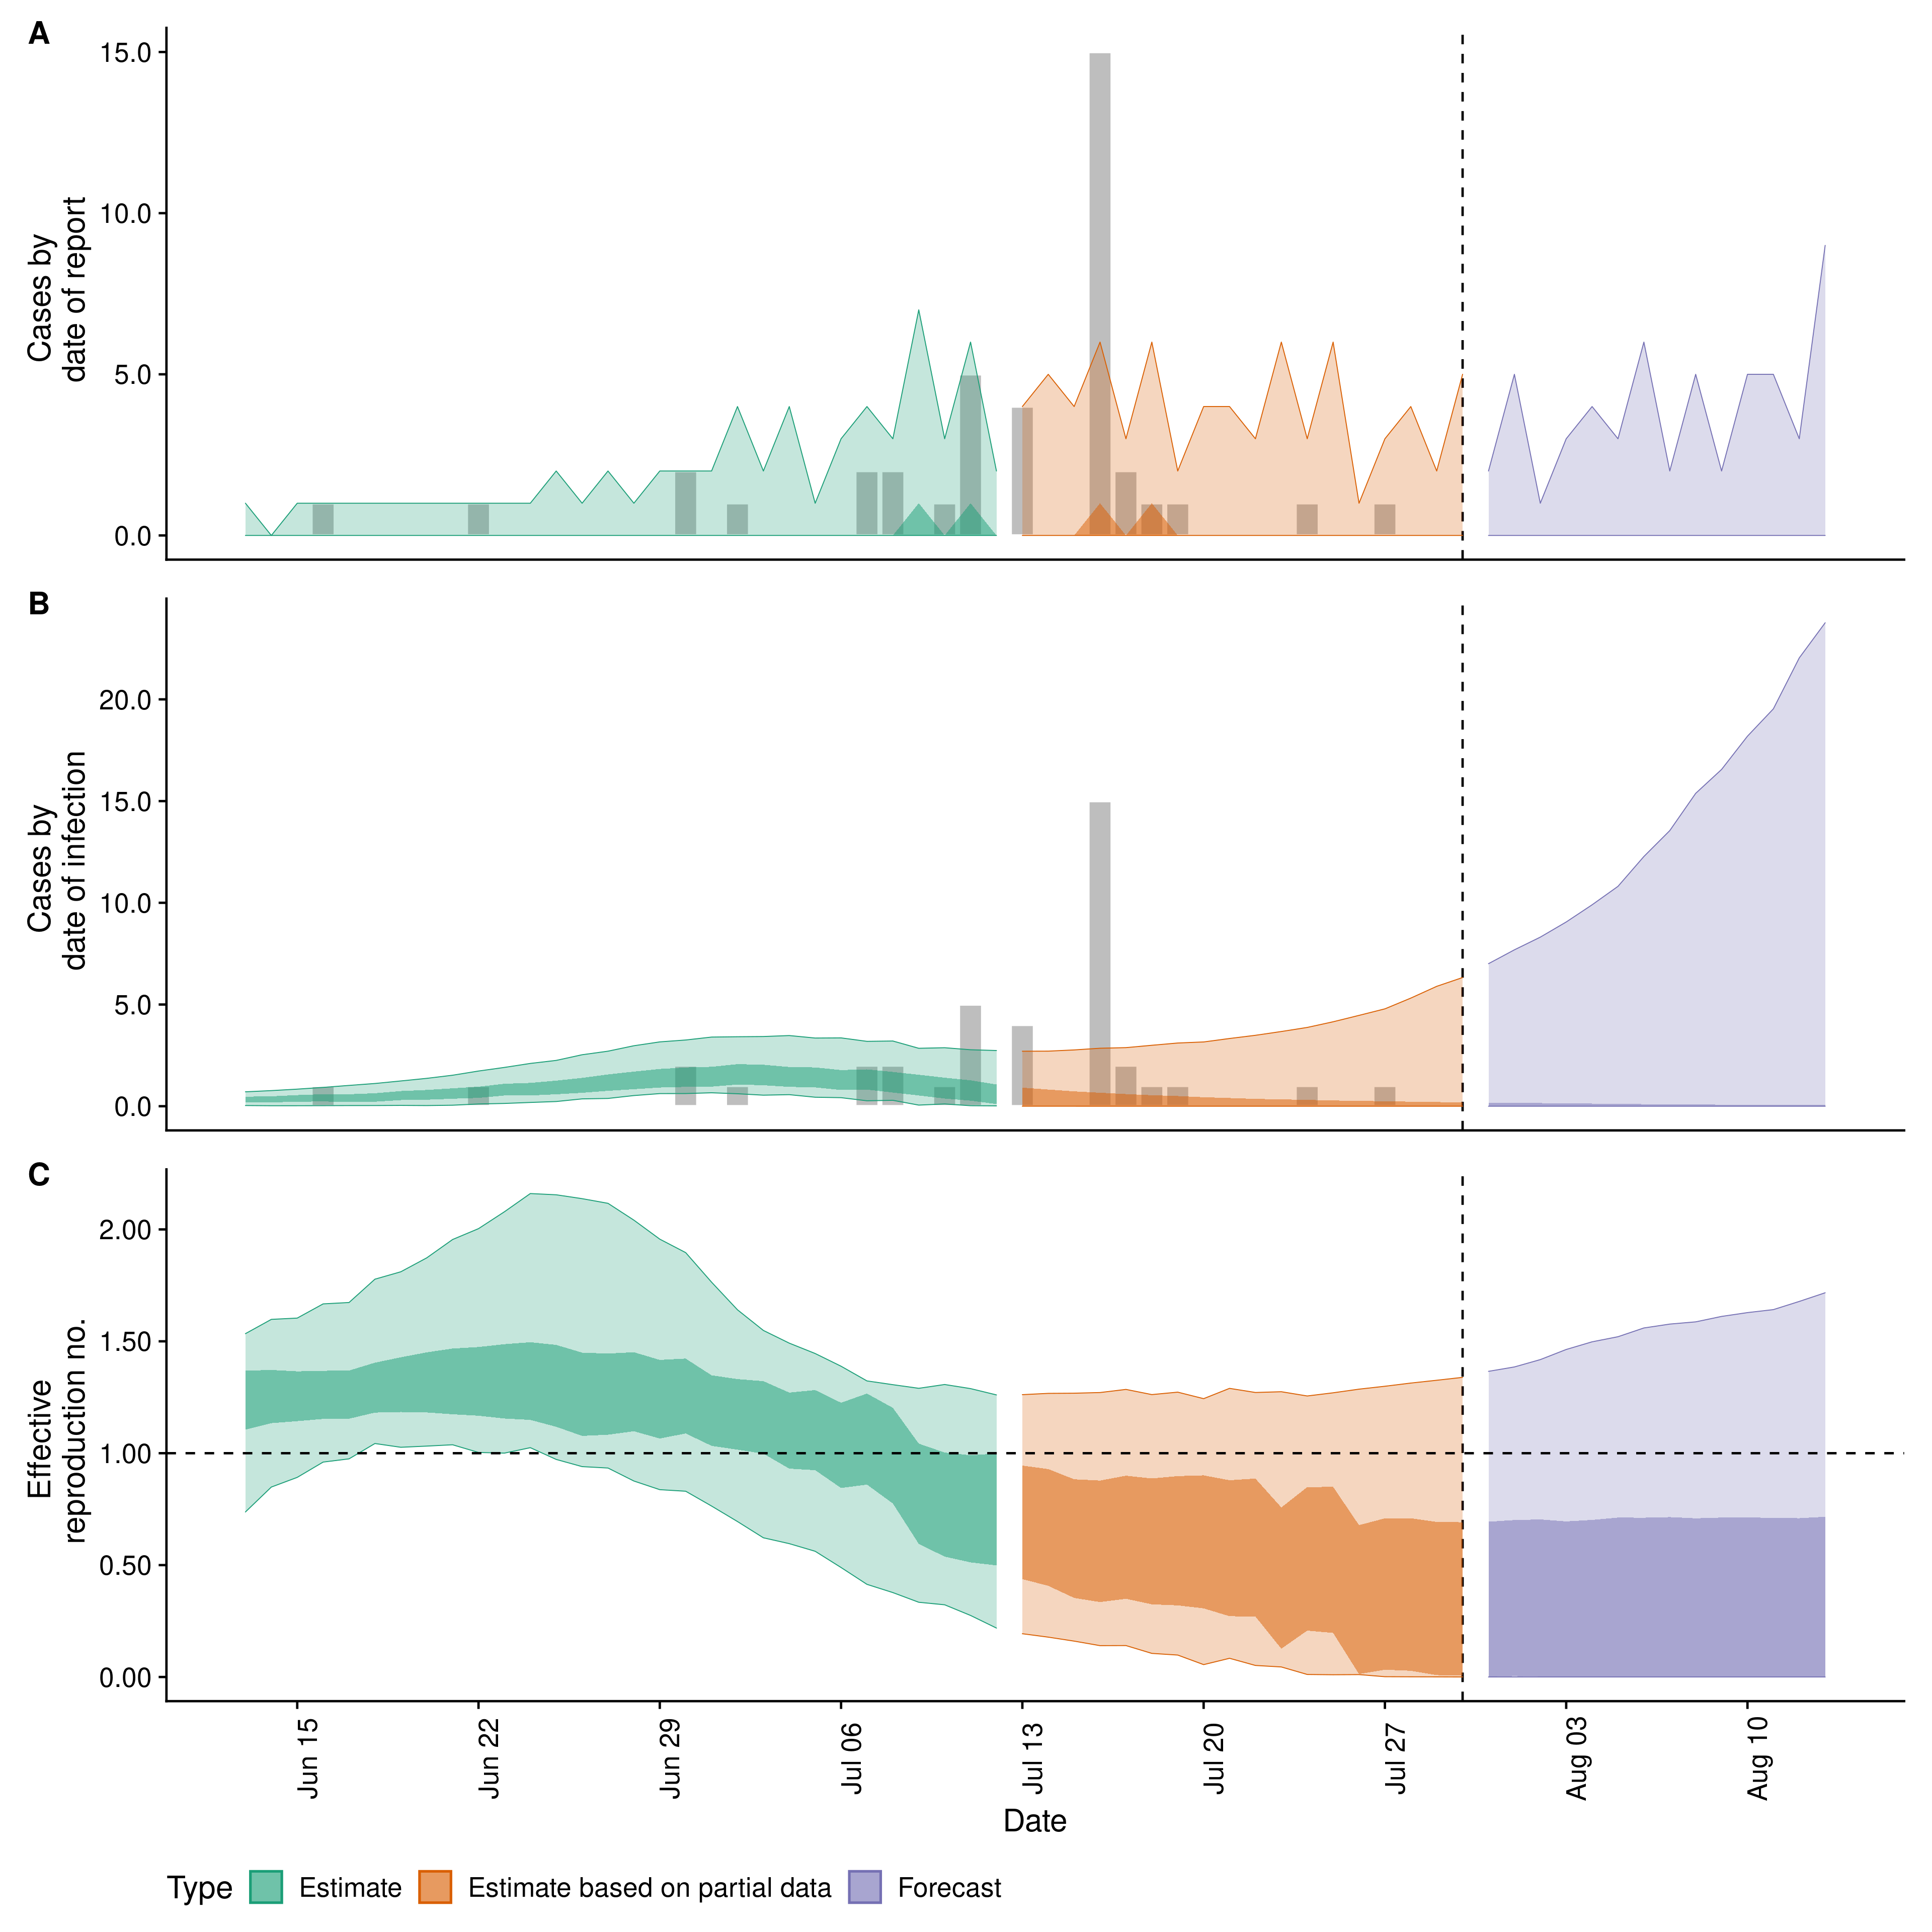 A
15.0
10.0
5.0
0.0
Cases by
date of report
B
20.0
15.0
10.0
5.0
0.0
Cases by
date of infection
C
2.00
1.50
1.00
0.50
0.00
Effective
reproduction no.
Jun 15
Jun 22
Jun 29
Jul 06
Jul 13
Jul 20
Jul 27
Aug 03
Aug 10
Date
Type Estimate Estimate based on partial data Forecast